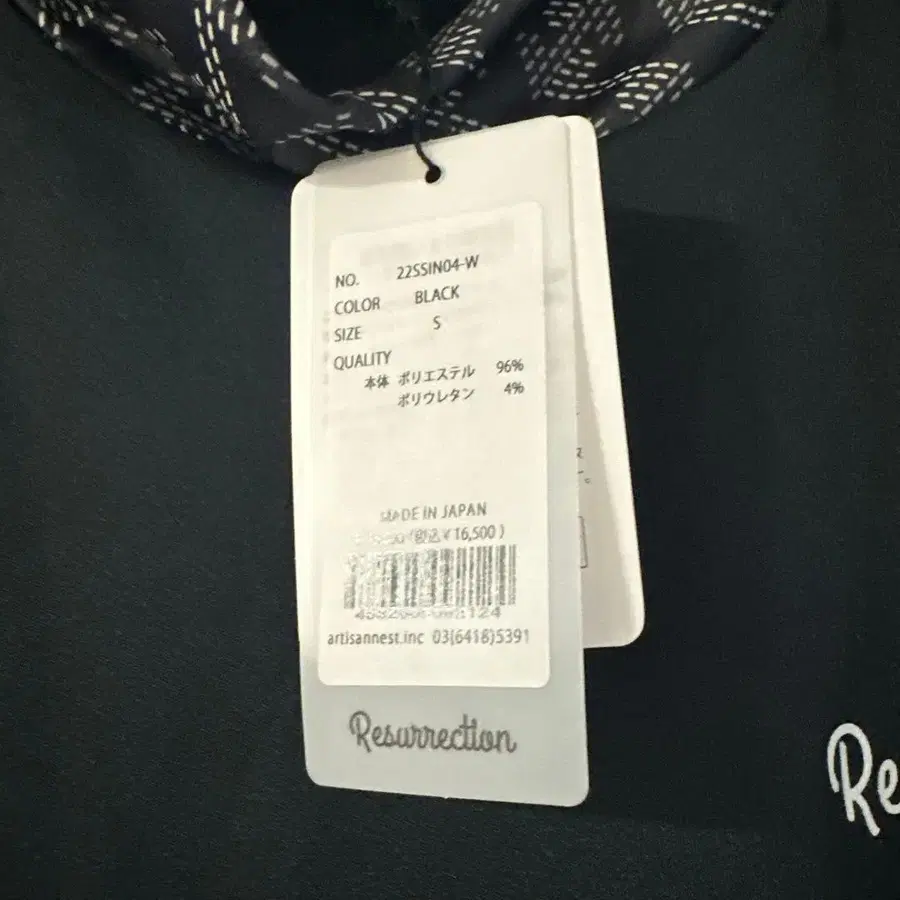 NO. 22SSIN04-W
COLOR BLACK
SIZE S
QUALITY
本体 ポリエステル 96%
ポリウレタン 4%
MADE IN JAPAN
(税込¥16,500)
artisannest.inc 03(6418)5391
Resurrection
Re